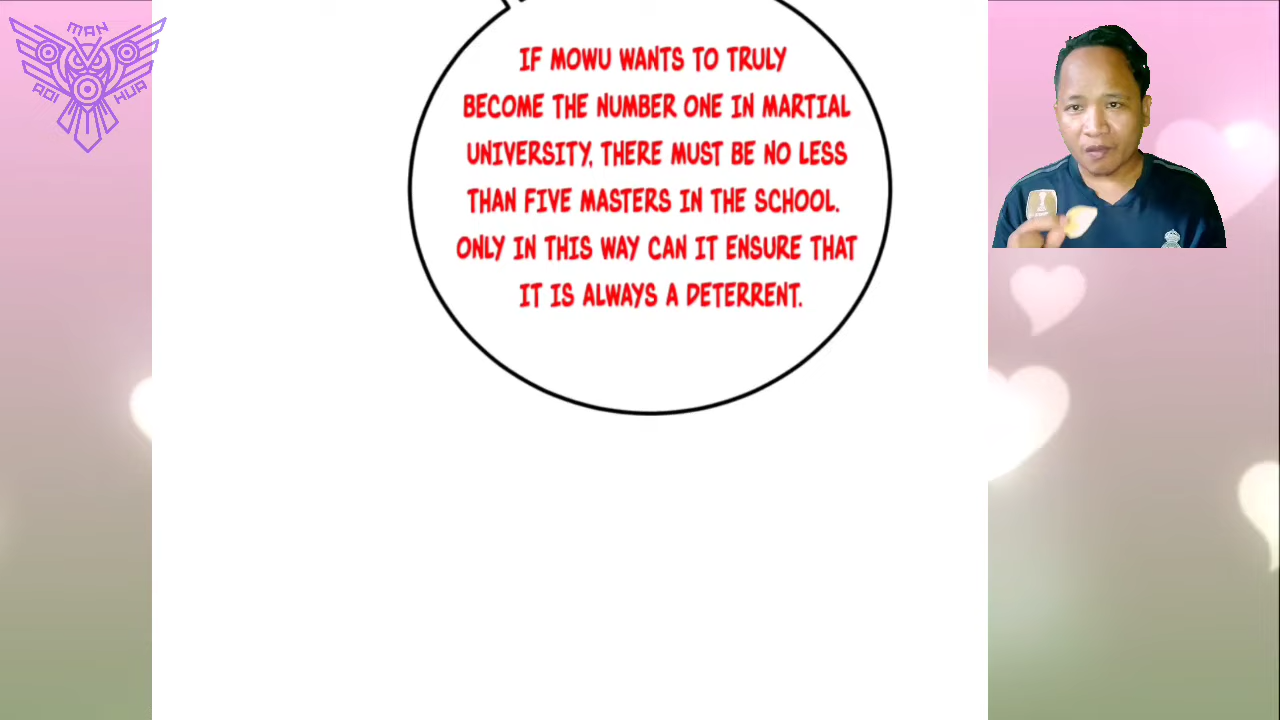 MAN
AOI HUA
IF MOWU WANTS TO TRULY
BECOME THE NUMBER ONE IN MARTIAL
UNIVERSITY, THERE MUST BE NO LESS
THAN FIVE MASTERS IN THE SCHOOL.
ONLY IN THIS WAY CAN IT ENSURE THAT
IT IS ALWAYS A DETERRENT.